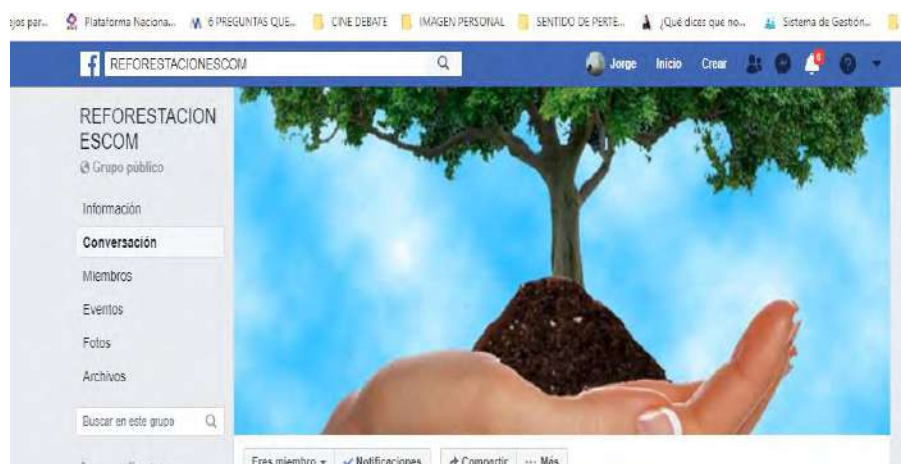 jos par... Plataforma Naciona... 6 PREGUNTAS QUE... CINE DEBATE IMAGEN PERSONAL SENTIDO DE PERTE... ¿Qué dices que no... Sistema de Gestión...
REFORESTACIONESCOM Jorge Inicio Crear
REFORESTACION
ESCOM
Grupo público
Información
Conversación
Miembros
Eventos
Fotos
Archivos
Buscar en este grupo
Eres miembro Notificaciones Compartir ... Más